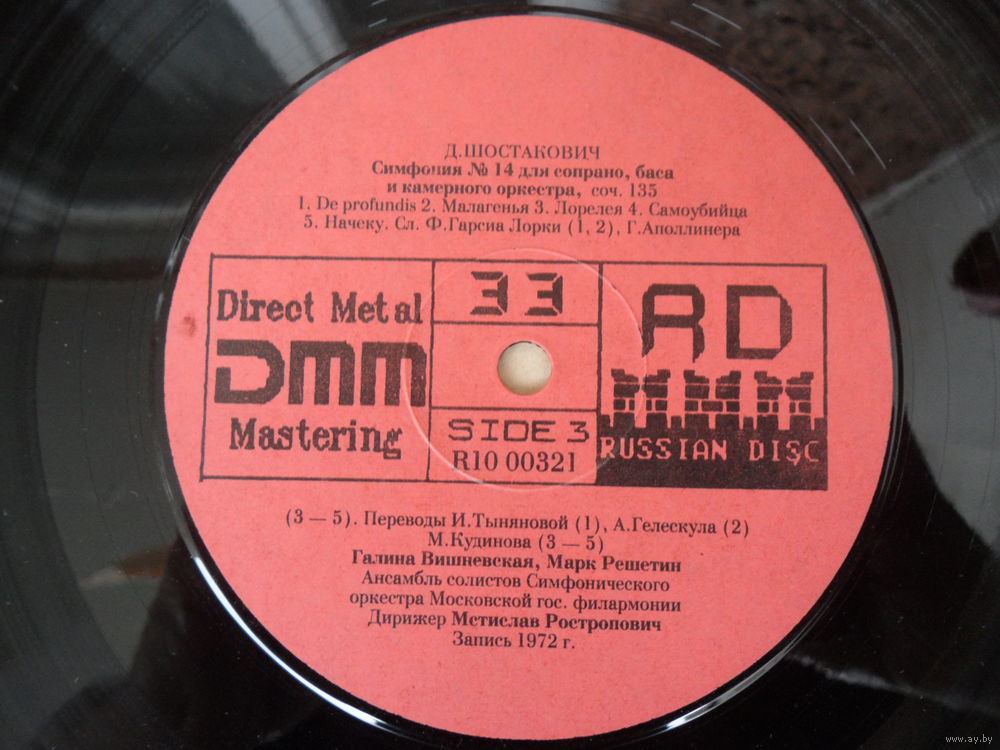 Д.ШОСТАКОВИЧ
Симфония № 14 для сопрано, баса
и камерного оркестра, соч. 135
1. De profundis 2. Малагенья 3. Лорелея 4. Самоубийца
5. Начеку. Сл. Ф.Гарсиа Лорки (1, 2), Г.Аполлинера
Direct Metal
DMM
Mastering
33
SIDE 3
R10 00321
RD
RUSSIAN DISC
(3 — 5). Переводы И.Тыняновой (1), А.Гелескула (2)
М.Кудинова (3 — 5)
Галина Вишневская, Марк Решетин
Ансамбль солистов Симфонического
оркестра Московской гос. филармонии
Дирижер Мстислав Ростропович
Запись 1972 г.
www.ay.by